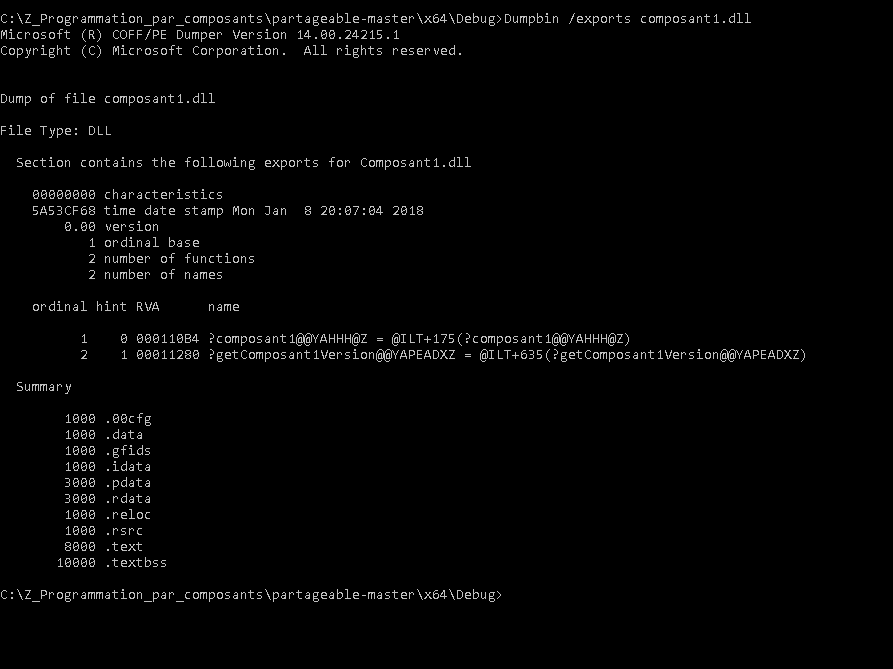 C:\Z_Programmation_par_composants\partageable-master\x64\Debug>Dumpbin /exports composant1.dll
Microsoft (R) COFF/PE Dumper Version 14.00.24215.1
Copyright (C) Microsoft Corporation.  All rights reserved.
Dump of file composant1.dll
File Type: DLL
Section contains the following exports for Composant1.dll
00000000 characteristics
5A53CF68 time date stamp Mon Jan  8 20:07:04 2018
0.00 version
1 ordinal base
2 number of functions
2 number of names
ordinal hint RVA      name
1    0 000110B4 ?composant1@@YAHHH@Z = @ILT+175(?composant1@@YAHHH@Z)
2    1 00011280 ?getComposant1Version@@YAPEADXZ = @ILT+635(?getComposant1Version@@YAPEADXZ)
Summary
1000 .00cfg
1000 .data
1000 .gfids
1000 .idata
3000 .pdata
3000 .rdata
1000 .reloc
1000 .rsrc
8000 .text
10000 .textbss
C:\Z_Programmation_par_composants\partageable-master\x64\Debug>